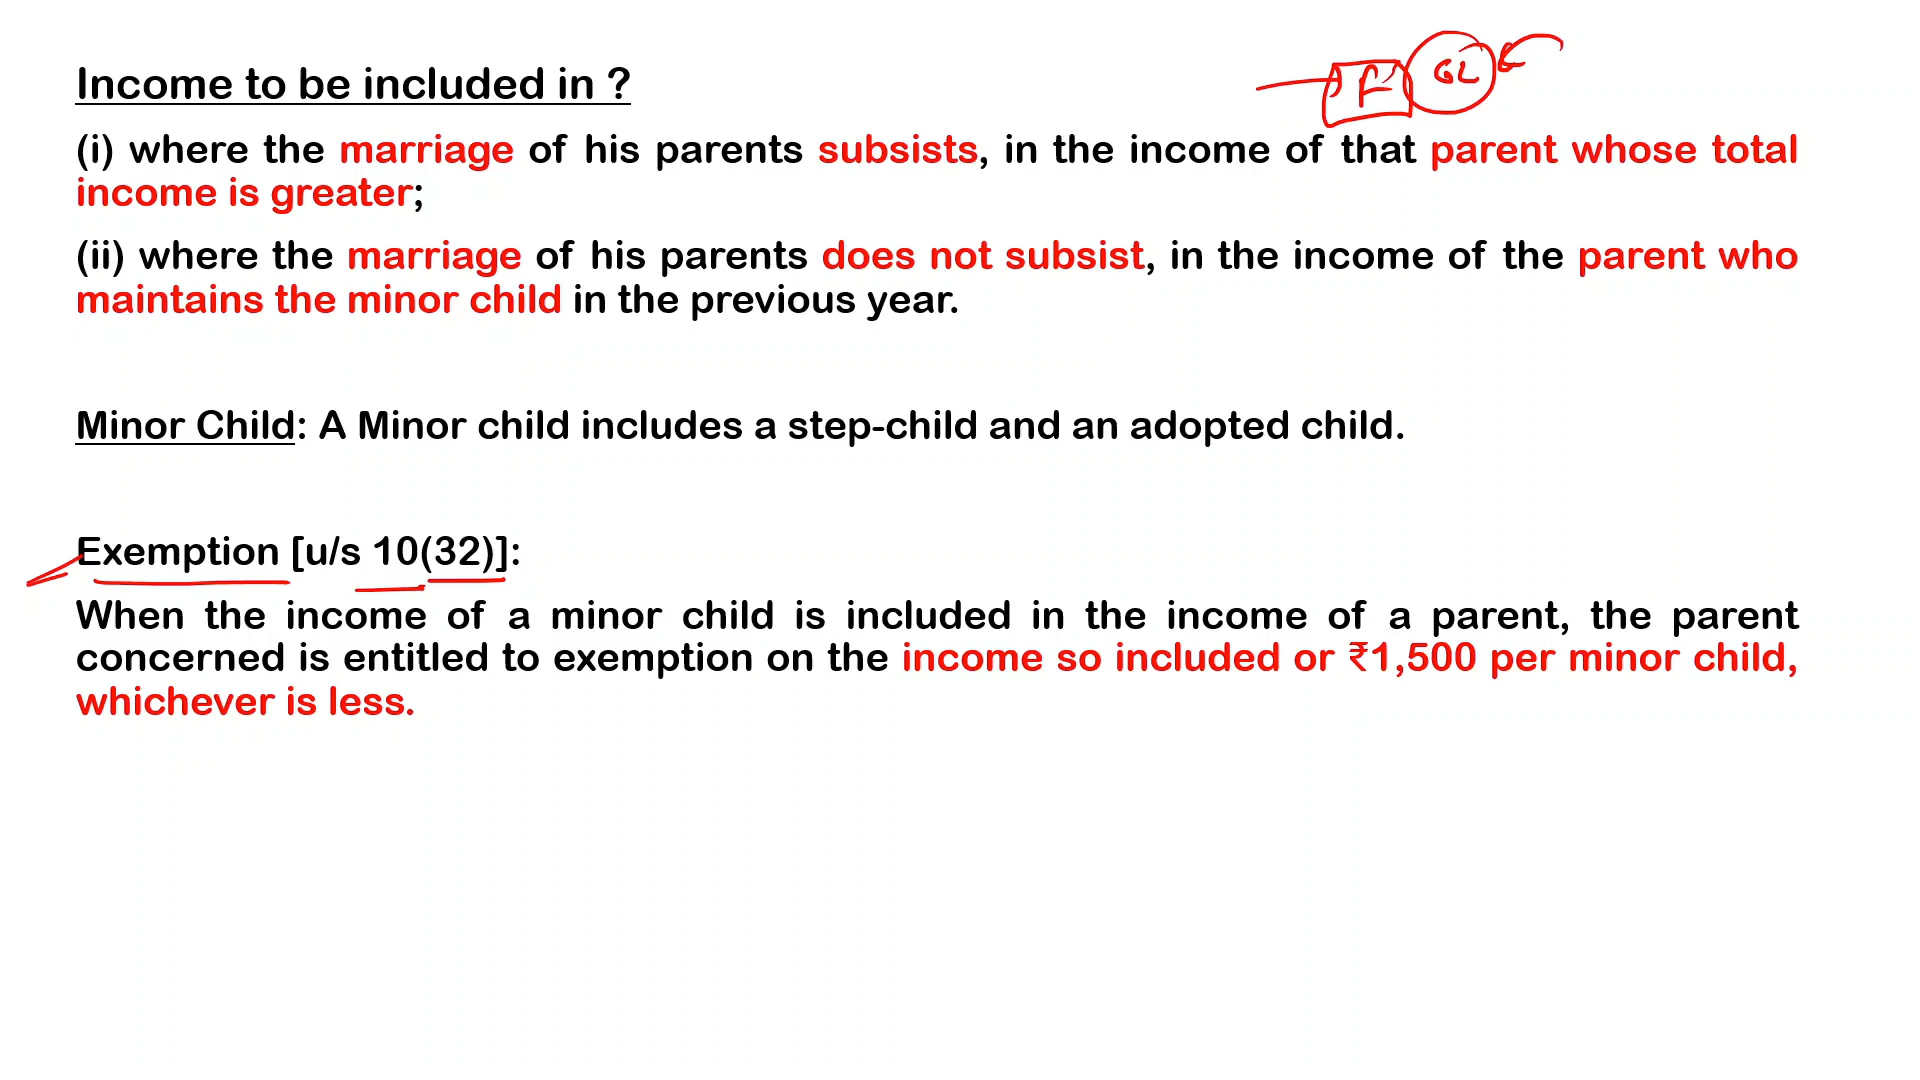 F GL
Income to be included in ?
(i) where the marriage of his parents subsists, in the income of that parent whose total
income is greater;
(ii) where the marriage of his parents does not subsist, in the income of the parent who
maintains the minor child in the previous year.
Minor Child: A Minor child includes a step-child and an adopted child.
Exemption [u/s 10(32)]:
When the income of a minor child is included in the income of a parent, the parent
concerned is entitled to exemption on the income so included or ₹1,500 per minor child,
whichever is less.